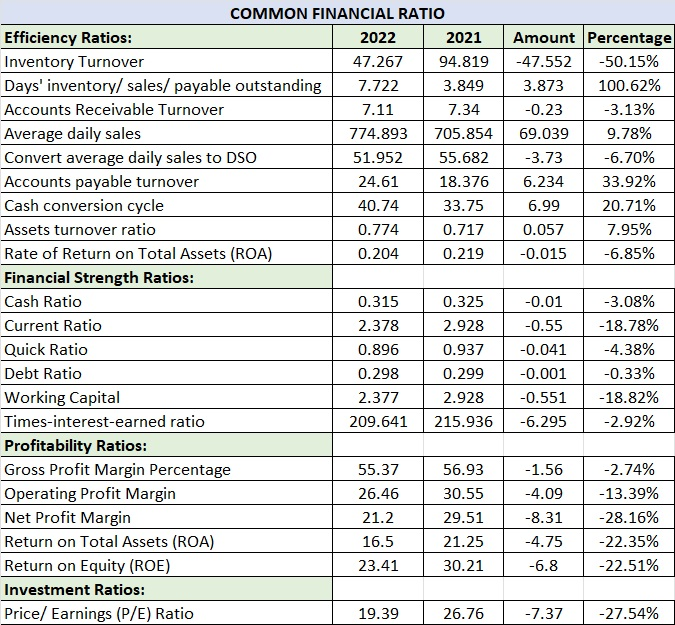 COMMON FINANCIAL RATIO
Efficiency Ratios: 2022 2021 Amount Percentage
Inventory Turnover 47.267 94.819 -47.552 -50.15%
Days' inventory/ sales/ payable outstanding 7.722 3.849 3.873 100.62%
Accounts Receivable Turnover 7.11 7.34 -0.23 -3.13%
Average daily sales 774.893 705.854 69.039 9.78%
Convert average daily sales to DSO 51.952 55.682 -3.73 -6.70%
Accounts payable turnover 24.61 18.376 6.234 33.92%
Cash conversion cycle 40.74 33.75 6.99 20.71%
Assets turnover ratio 0.774 0.717 0.057 7.95%
Rate of Return on Total Assets (ROA) 0.204 0.219 -0.015 -6.85%
Financial Strength Ratios:
Cash Ratio 0.315 0.325 -0.01 -3.08%
Current Ratio 2.378 2.928 -0.55 -18.78%
Quick Ratio 0.896 0.937 -0.041 -4.38%
Debt Ratio 0.298 0.299 -0.001 -0.33%
Working Capital 2.377 2.928 -0.551 -18.82%
Times-interest-earned ratio 209.641 215.936 -6.295 -2.92%
Profitability Ratios:
Gross Profit Margin Percentage 55.37 56.93 -1.56 -2.74%
Operating Profit Margin 26.46 30.55 -4.09 -13.39%
Net Profit Margin 21.2 29.51 -8.31 -28.16%
Return on Total Assets (ROA) 16.5 21.25 -4.75 -22.35%
Return on Equity (ROE) 23.41 30.21 -6.8 -22.51%
Investment Ratios:
Price/ Earnings (P/E) Ratio 19.39 26.76 -7.37 -27.54%